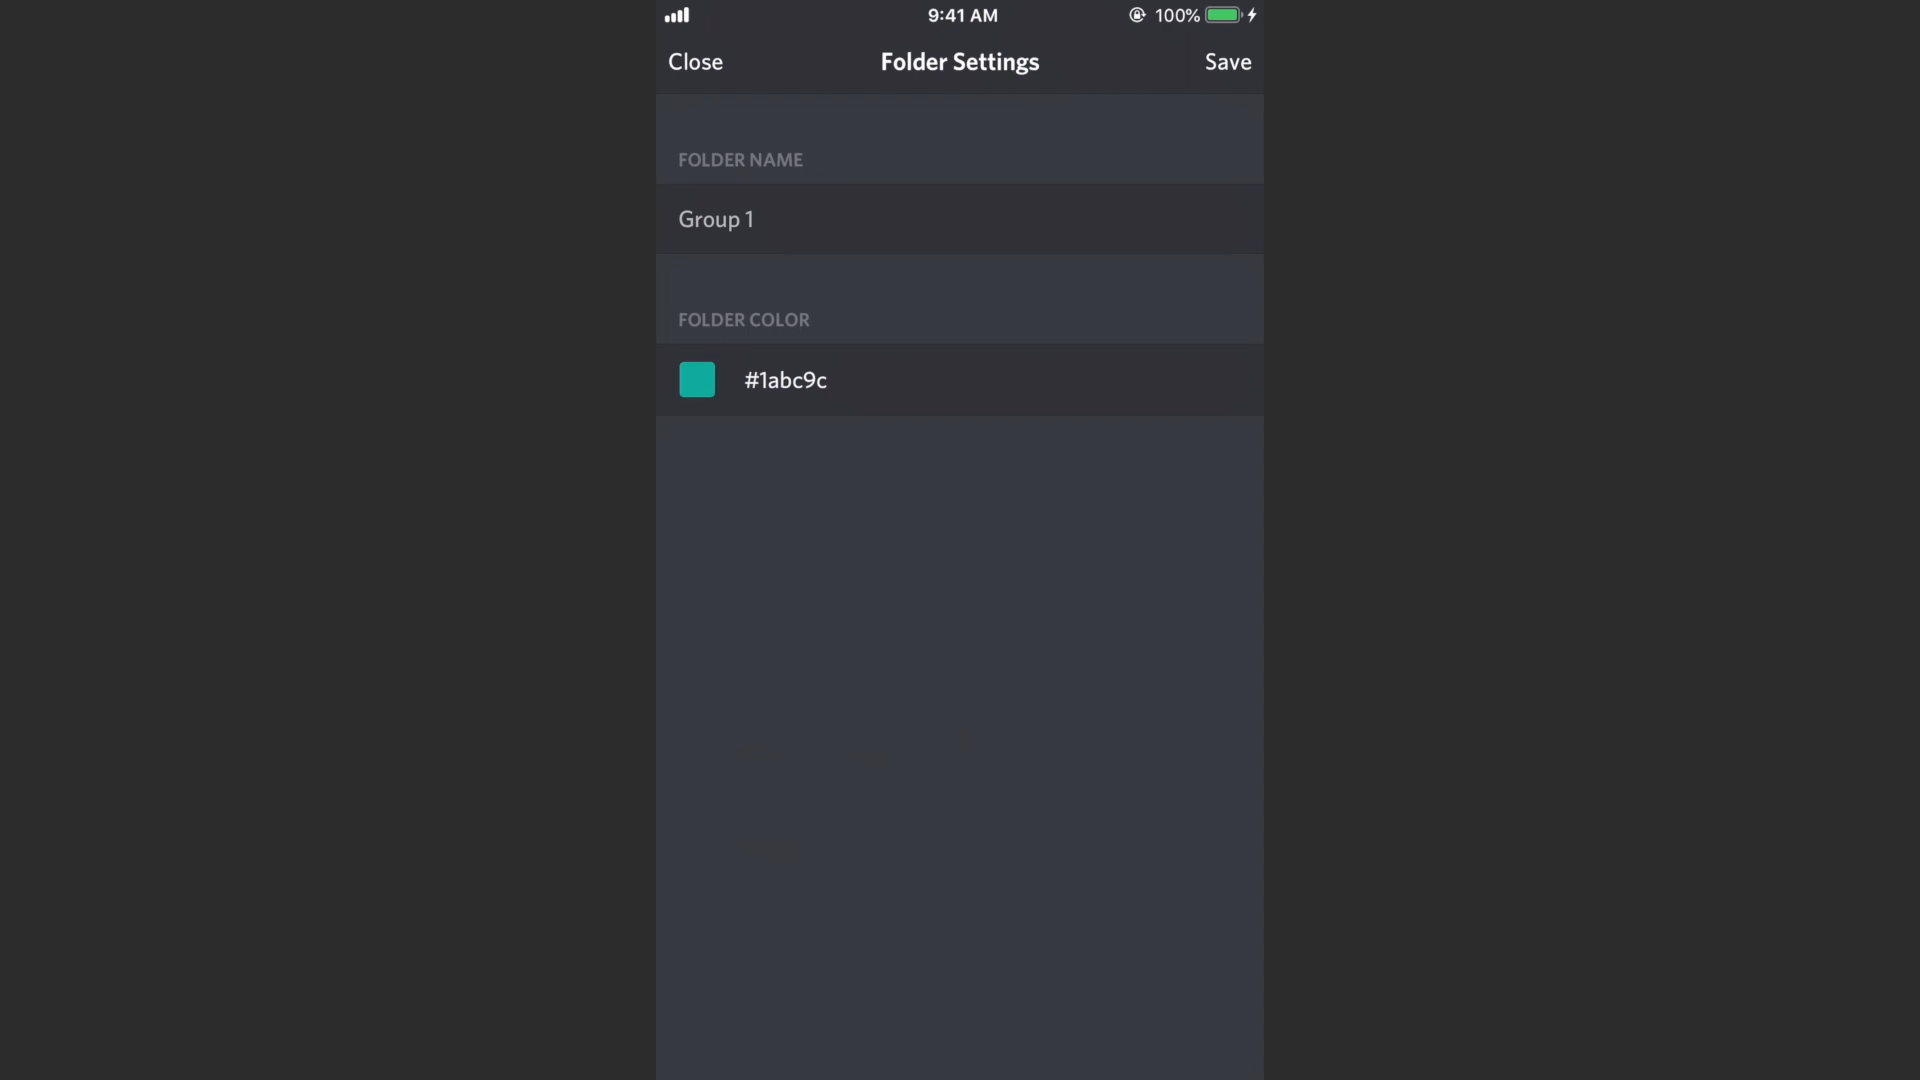 9:41 AM 100%
Close Folder Settings Save
FOLDER NAME
Group 1
FOLDER COLOR
#1abc9c